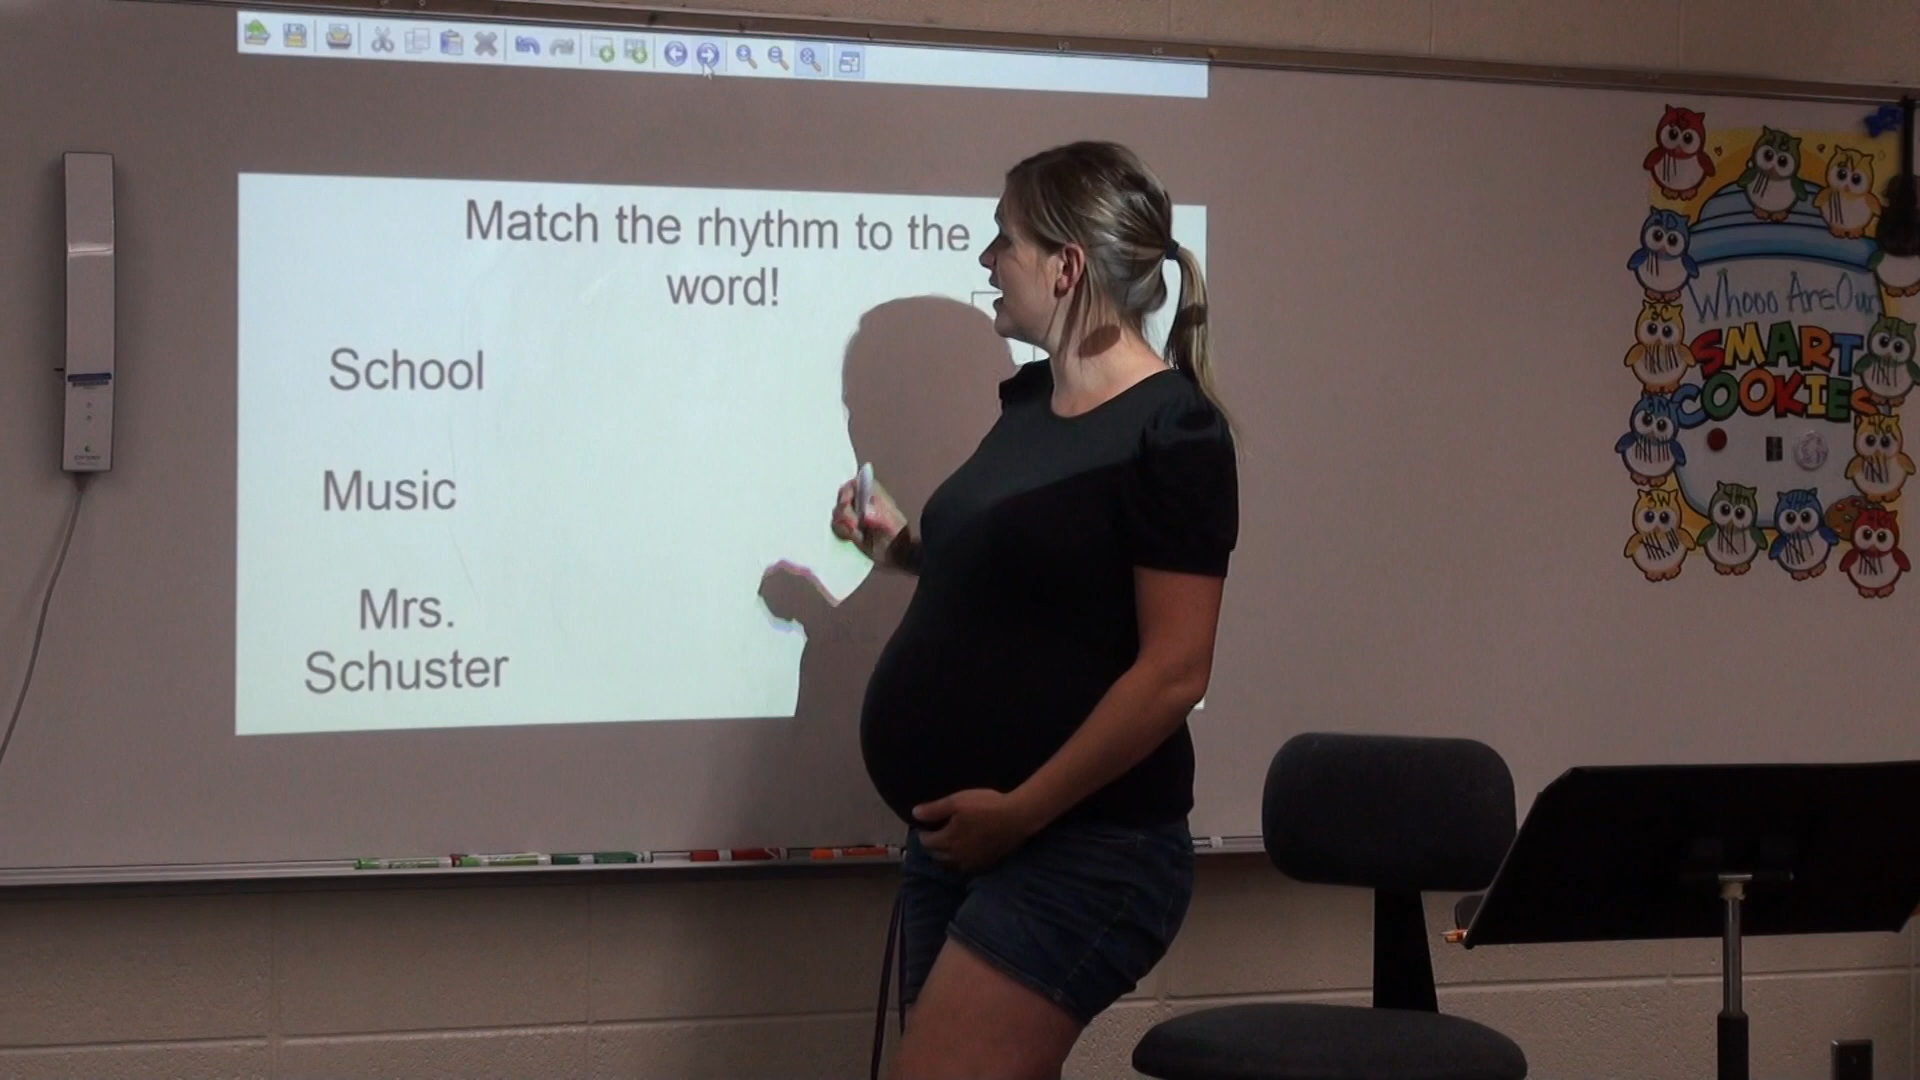 Match the rhythm to the
word!
School
Music
Mrs.
Schuster
Whooo Are Our
SMART
COOKIES